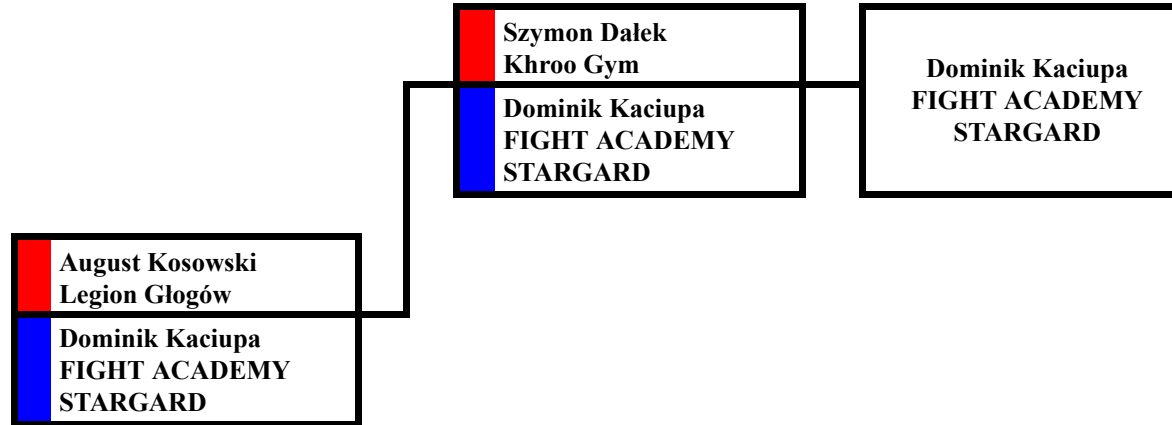 Szymon Dałek
Khroo Gym
Dominik Kaciupa
FIGHT ACADEMY
STARGARD
Dominik Kaciupa
FIGHT ACADEMY
STARGARD
August Kosowski
Legion Głogów
Dominik Kaciupa
FIGHT ACADEMY
STARGARD